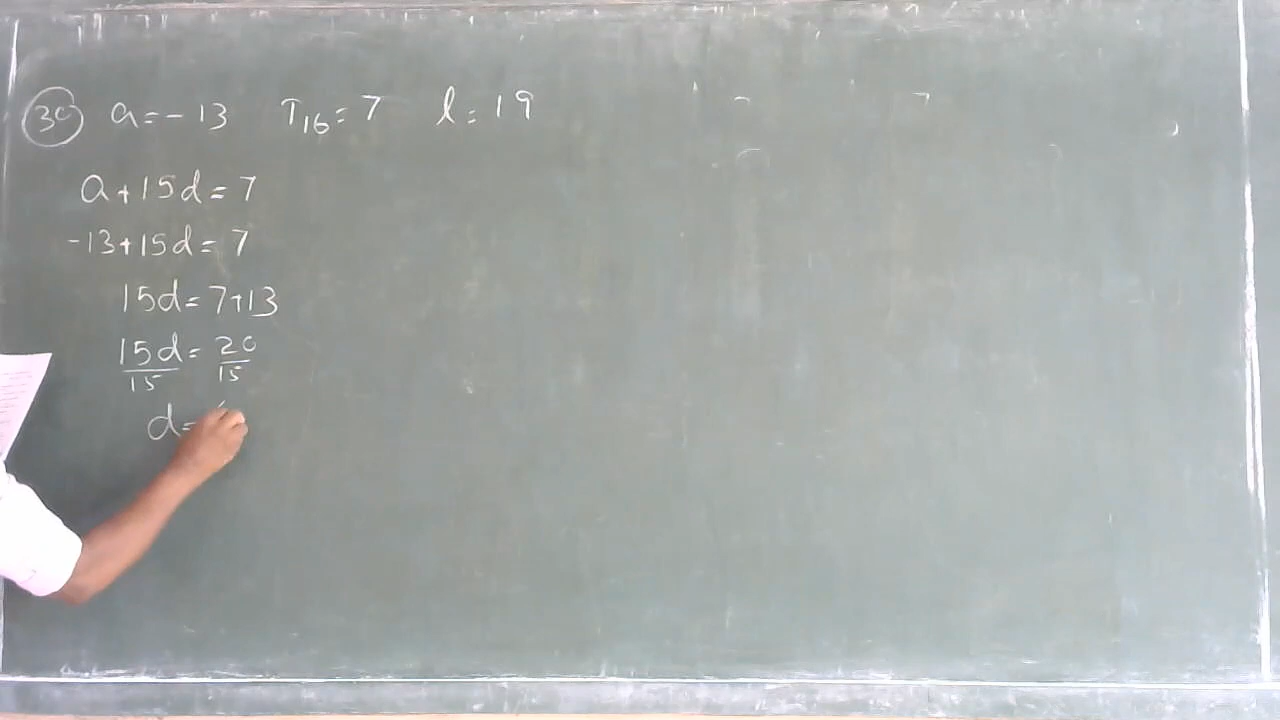 30 a=-13 T16=7 l=19
a+15d=7
-13+15d=7
15d=7+13
15d/15=20/15
d=